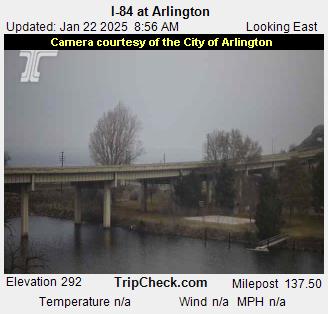 I-84 at Arlington
Updated: Jan 22 2025 8:56 AM Looking East
Camera courtesy of the City of Arlington
Elevation 292 TripCheck.com Milepost 137.50
Temperature n/a Wind n/a MPH n/a